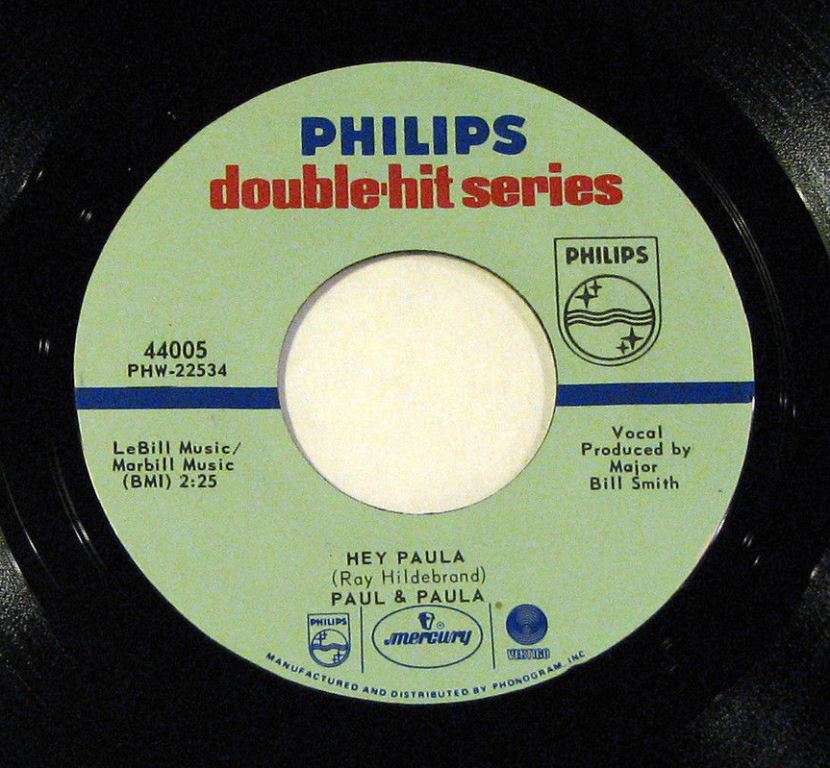 PHILIPS
double·hit series
PHILIPS
44005
PHW-22534
LeBill Music/
Marbill Music
(BMI) 2:25
Vocal
Produced by
Major
Bill Smith
HEY PAULA
(Ray Hildebrand)
PAUL & PAULA
PHILIPS
mercury
®
VERTIGO
MANUFACTURED AND DISTRIBUTED BY PHONOGRAM, INC